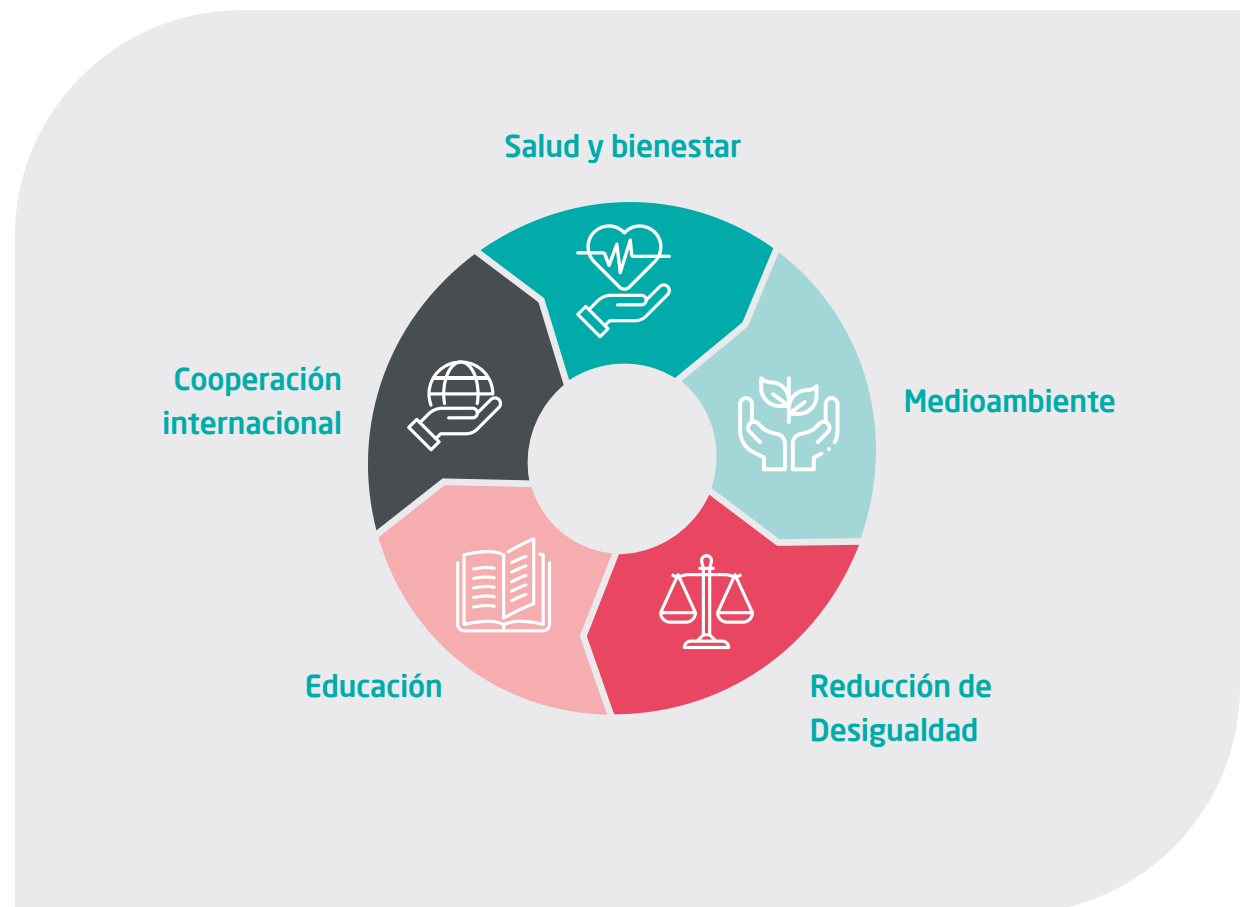 Salud y bienestar
Cooperación
internacional
Medioambiente
Educación
Reducción de
Desigualdad